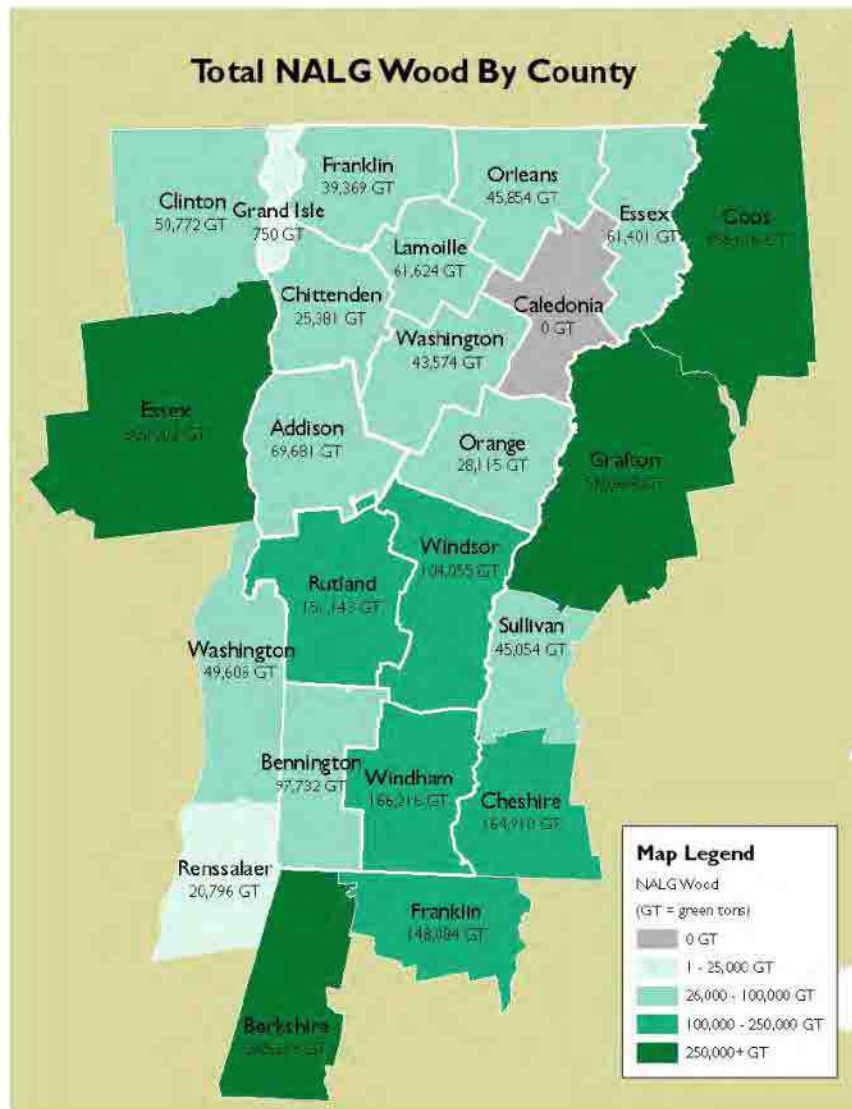 Total NALG Wood By County
Franklin
39,369 GT
Orleans
45,854 GT
Clinton
50,772 GT
Grand Isle
750 GT
Essex
61,401 GT
Coos
Lamoille
61,624 GT
Chittenden
25,381 GT
Caledonia
0 GT
Washington
43,574 GT
Essex
Addison
69,681 GT
Orange
28,115 GT
Grafton
Windsor
104,055 GT
Rutland
GT
Sullivan
45,054 GT
Washington
GT
Bennington
97,732 GT
Windham
166,216 GT
Cheshire
164,910 GT
Renssalaer
20,796 GT
Franklin
GT
Berkshire
Map Legend
NALG Wood
(GT = green tons)
0 GT
1 - 25,000 GT
26,000 - 100,000 GT
100,000 - 250,000 GT
250,000+ GT